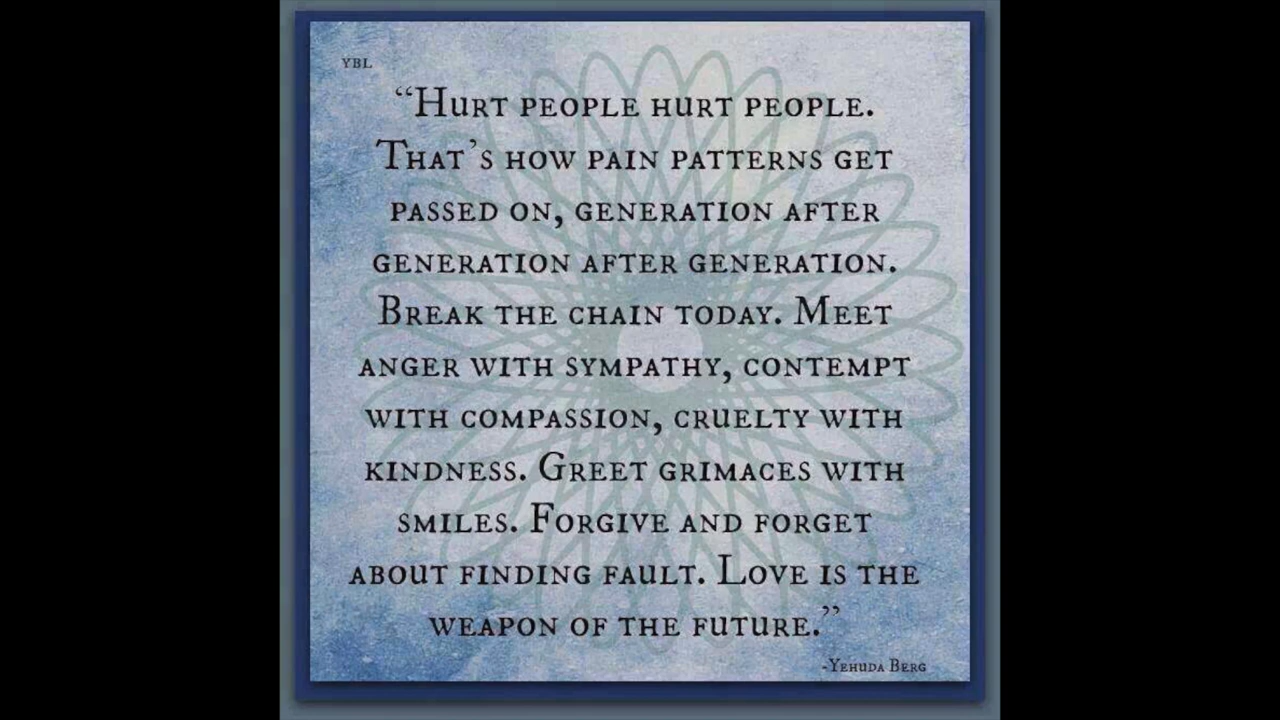 YBL
“Hurt people hurt people.
That’s how pain patterns get
passed on, generation after
generation after generation.
Break the chain today. Meet
anger with sympathy, contempt
with compassion, cruelty with
kindness. Greet grimaces with
smiles. Forgive and forget
about finding fault. Love is the
weapon of the future.”
-Yehuda Berg